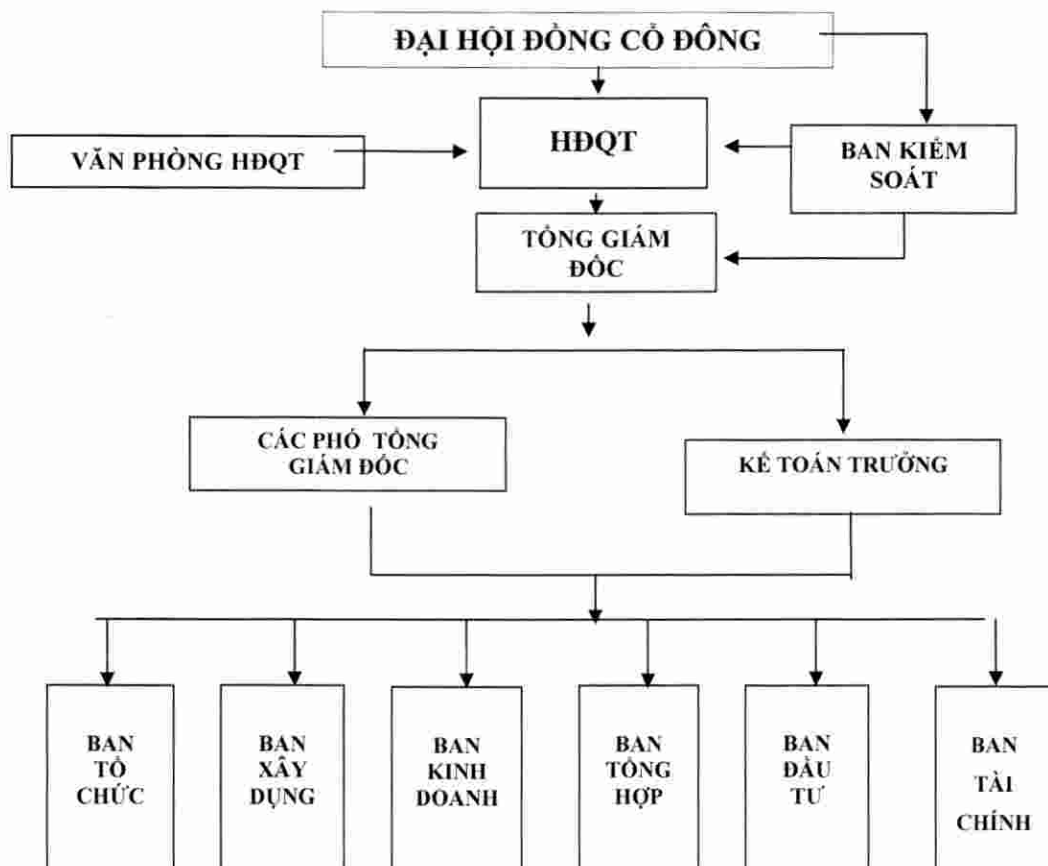 ĐẠI HỘI ĐỒNG CỔ ĐÔNG
HĐQT
VĂN PHÒNG HĐQT
BAN KIỂM
SOÁT
TỔNG GIÁM
ĐỐC
CÁC PHÓ TỔNG
GIÁM ĐỐC
KẾ TOÁN TRƯỞNG
BAN
TỔ
CHỨC
BAN
XÂY
DỤNG
BAN
KINH
DOANH
BAN
TỔNG
HỢP
BAN
ĐẦU
TƯ
BAN
TÀI
CHÍNH